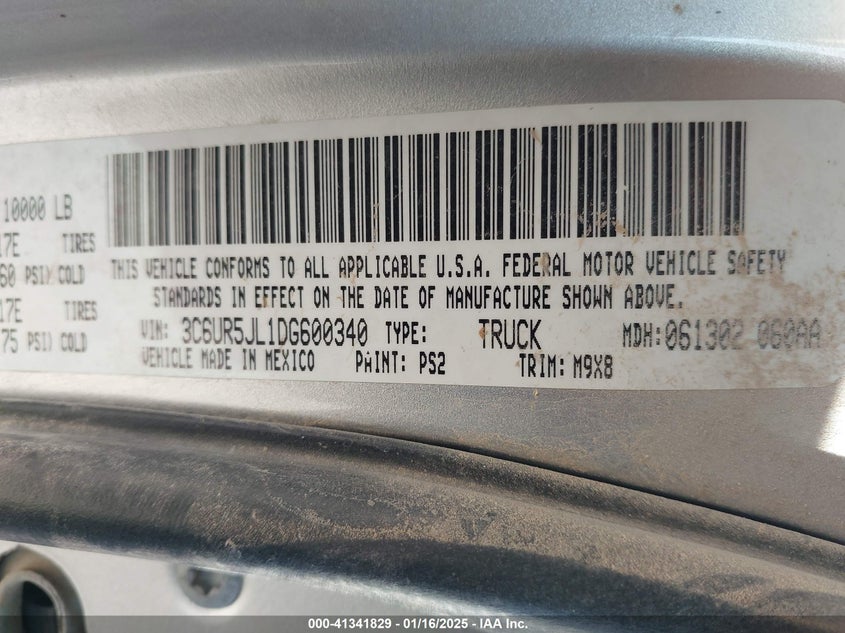 10000 LB
17E TIRES
60 PSI) COLD
17E TIRES
75 PSI) COLD
THIS VEHICLE CONFORMS TO ALL APPLICABLE U.S.A. FEDERAL MOTOR VEHICLE SAFETY
STANDARDS IN EFFECT ON THE DATE OF MANUFACTURE SHOWN ABOVE.
VIN: 3C6UR5JL1DG600340 TYPE: TRUCK MDH: 061302 060AA
VEHICLE MADE IN MEXICO PAINT: PS2 TRIM: M9X8
000-41341829 - 01/16/2025 - IAA Inc.